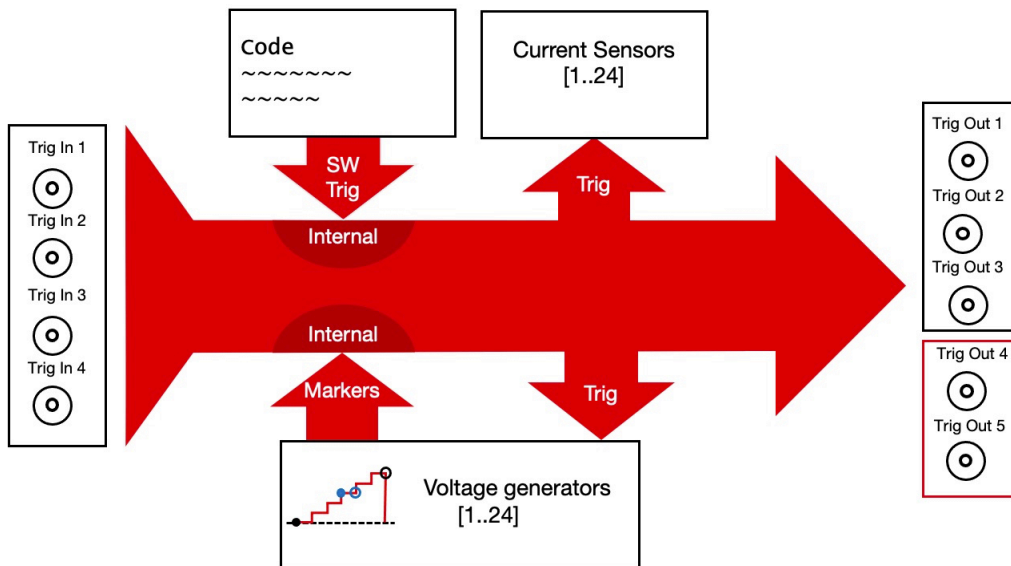 Code
~~~~~~~
~~~~~
Current Sensors
[1..24]
Trig In 1
Trig In 2
Trig In 3
Trig In 4
SW
Trig
Internal
Trig
Internal
Markers
Trig
Voltage generators
[1..24]
Trig Out 1
Trig Out 2
Trig Out 3
Trig Out 4
Trig Out 5